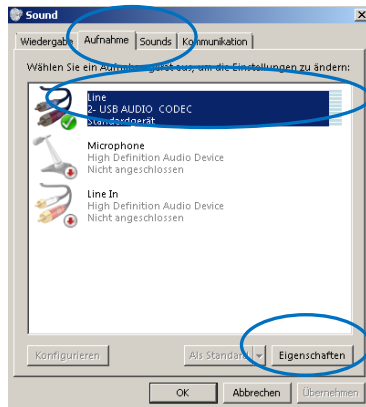 Sound
Wiedergabe Aufnahme Sounds Kommunikation
Wählen Sie ein Aufnahmegerät aus, um die Einstellungen zu ändern:
Line
2- USB AUDIO CODEC
Standardgerät
Microphone
High Definition Audio Device
Nicht angeschlossen
Line In
High Definition Audio Device
Nicht angeschlossen
Konfigurieren Als Standard Eigenschaften
OK Abbrechen Übernehmen